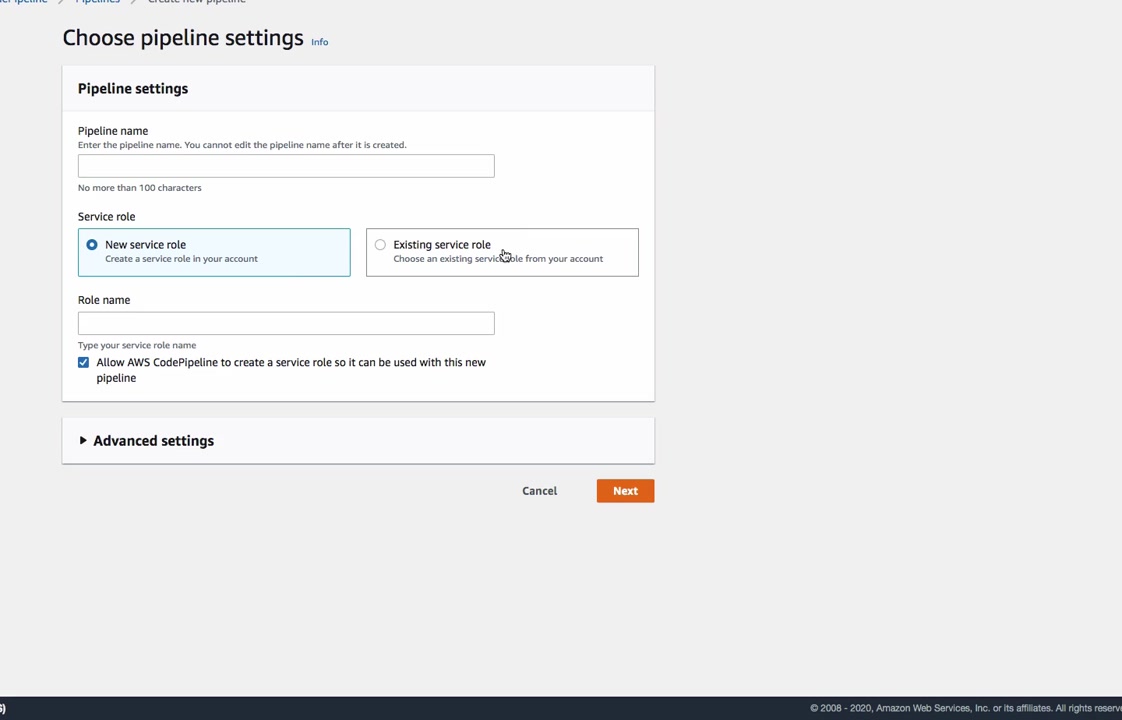 Pipelines
Create new pipeline
Choose pipeline settings Info
Pipeline settings
Pipeline name
Enter the pipeline name. You cannot edit the pipeline name after it is created.
No more than 100 characters
Service role
New service role
Create a service role in your account
Existing service role
Choose an existing service role from your account
Role name
Type your service role name
Allow AWS CodePipeline to create a service role so it can be used with this new
pipeline
Advanced settings
Cancel
Next
© 2008 - 2020, Amazon Web Services, Inc. or its affiliates. All rights reserve